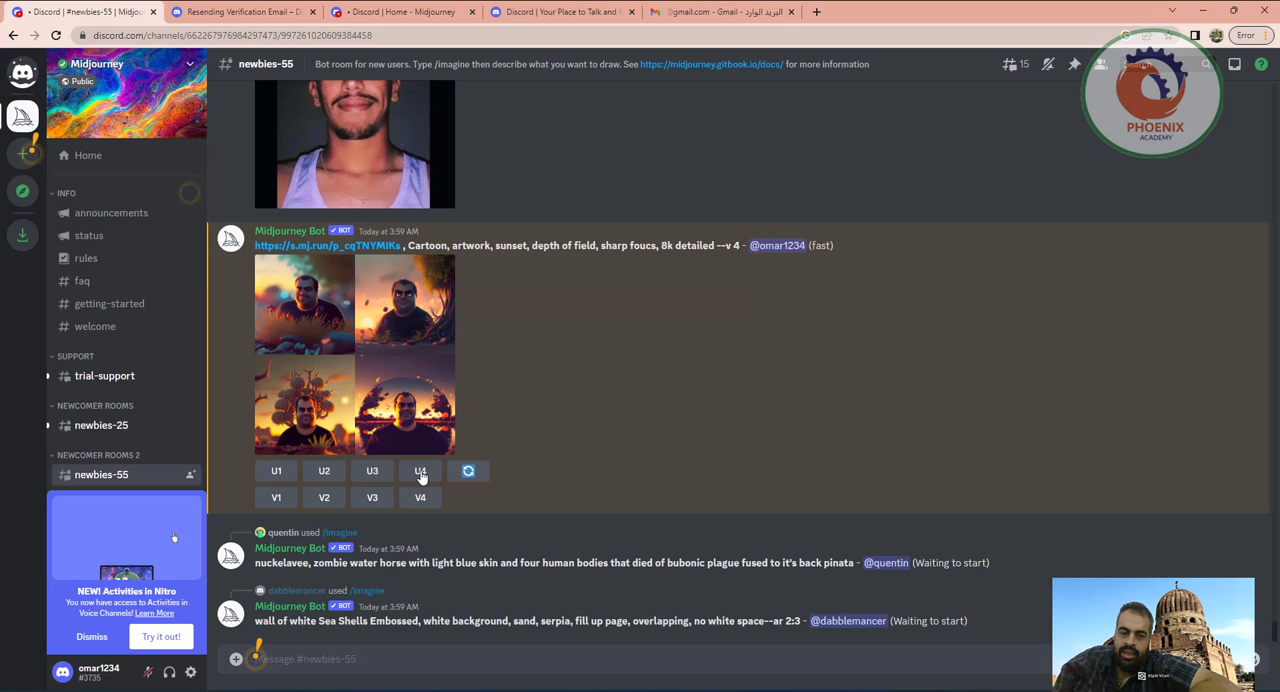 • Discord | #newbies-55 | Midjou
Resending Verification Email – D
• Discord | Home - Midjourney
Discord | Your Place to Talk and
@gmail.com - Gmail - البريد الوارد
discord.com/channels/662267976984297473/997261020609384458
Error
Midjourney
Public
newbies-55
Bot room for new users. Type /imagine then describe what you want to draw. See https://midjourney.gitbook.io/docs/ for more information
15
PHOENIX
ACADEMY
Home
INFO
announcements
status
rules
faq
getting-started
welcome
SUPPORT
trial-support
NEWCOMER ROOMS
newbies-25
NEWCOMER ROOMS 2
newbies-55
NEW! Activities in Nitro
You now have access to Activities in
Voice Channels! Learn More
Dismiss
Try it out!
omar1234
#3735
Midjourney Bot BOT Today at 3:59 AM
https://s.mj.run/p_cqTNYMIKs , Cartoon, artwork, sunset, depth of field, sharp foucs, 8k detailed --v 4 - @omar1234 (fast)
U1 U2 U3 U4
V1 V2 V3 V4
quentin used /imagine
Midjourney Bot BOT Today at 3:59 AM
nuckelavee, zombie water horse with light blue skin and four human bodies that died of bubonic plague fused to it's back pinata - @quentin (Waiting to start)
dabblemancer used /imagine
Midjourney Bot BOT Today at 3:59 AM
wall of white Sea Shells Embossed, white background, sand, serpia, fill up page, overlapping, no white space--ar 2:3 - @dabblemancer (Waiting to start)
Message #newbies-55